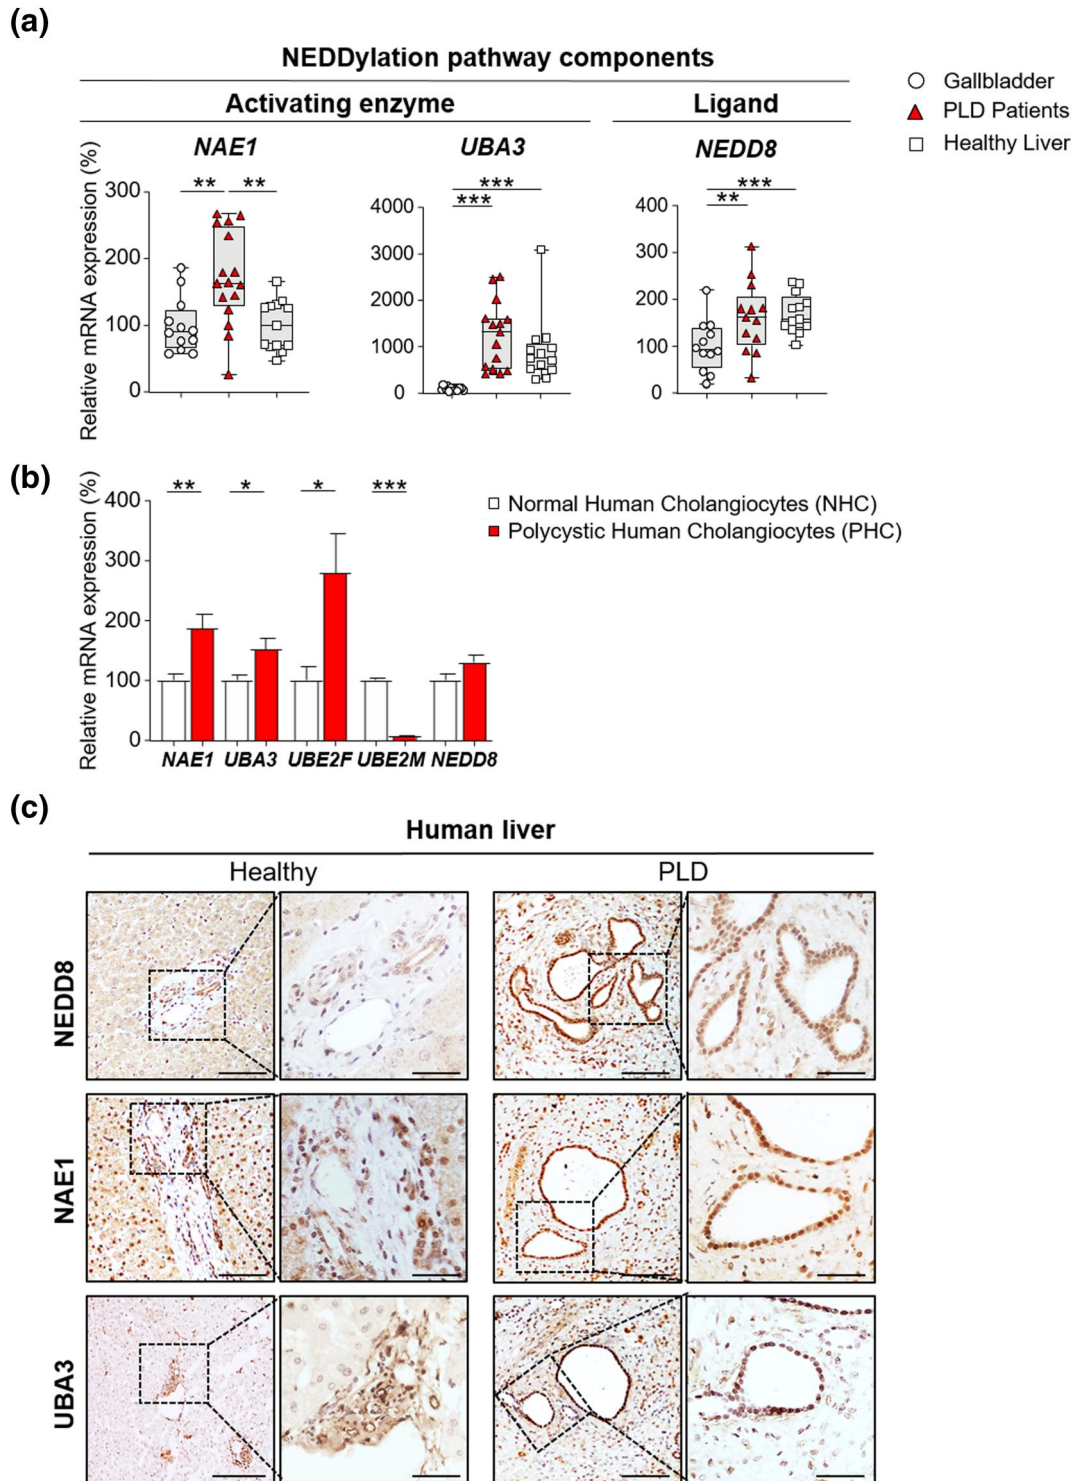 (a)
NEDDylation pathway components
Activating enzyme
Ligand
Gallbladder
PLD Patients
Healthy Liver
NAE1
UBA3
NEDD8
Relative mRNA expression (%)
300
200
100
0
** **
4000
3000
2000
1000
0
***
***
400
300
200
100
0
***
**
(b)
Relative mRNA expression (%)
400
300
200
100
0
** * * ***
Normal Human Cholangiocytes (NHC)
Polycystic Human Cholangiocytes (PHC)
NAE1 UBA3 UBE2F UBE2M NEDD8
(c)
Human liver
Healthy
PLD
NEDD8
NAE1
UBA3